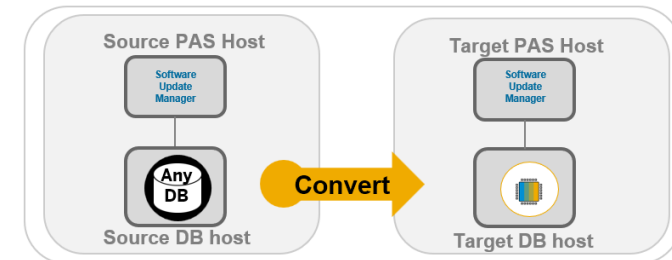 Source PAS Host
Software
Update
Manager
Any
DB
Source DB host
Convert
Target PAS Host
Software
Update
Manager
Target DB host